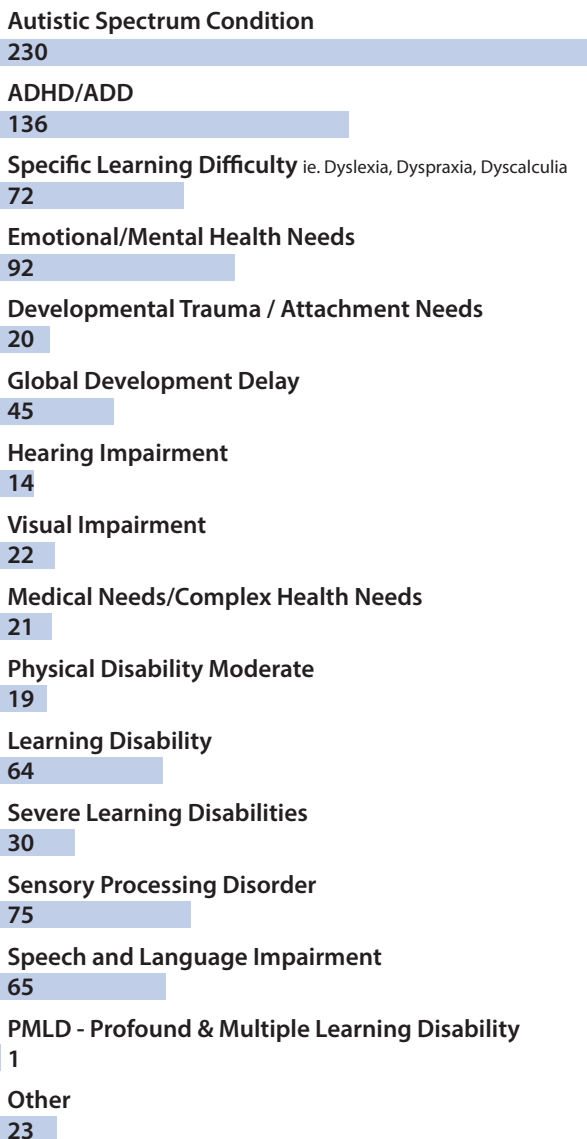 Autistic Spectrum Condition
230
ADHD/ADD
136
Specific Learning Difficulty ie. Dyslexia, Dyspraxia, Dyscalculia
72
Emotional/Mental Health Needs
92
Developmental Trauma / Attachment Needs
20
Global Development Delay
45
Hearing Impairment
14
Visual Impairment
22
Medical Needs/Complex Health Needs
21
Physical Disability Moderate
19
Learning Disability
64
Severe Learning Disabilities
30
Sensory Processing Disorder
75
Speech and Language Impairment
65
PMLD - Profound & Multiple Learning Disability
1
Other
23